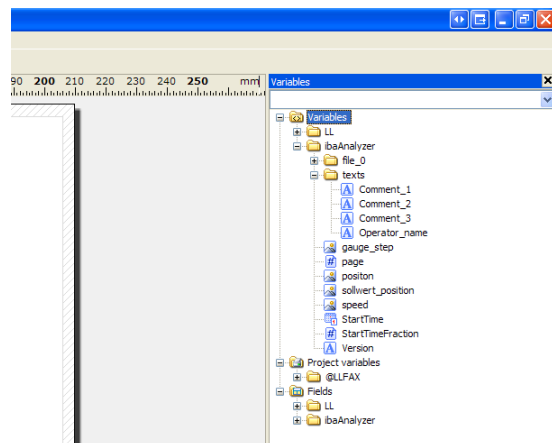 90 200 210 220 230 240 250 mm
Variables
Variables
LL
ibaAnalyzer
file_0
texts
Comment_1
Comment_2
Comment_3
Operator_name
gauge_step
page
positon
sollwert_position
speed
StartTime
StartTimeFraction
Version
Project variables
@LLFAX
Fields
LL
ibaAnalyzer